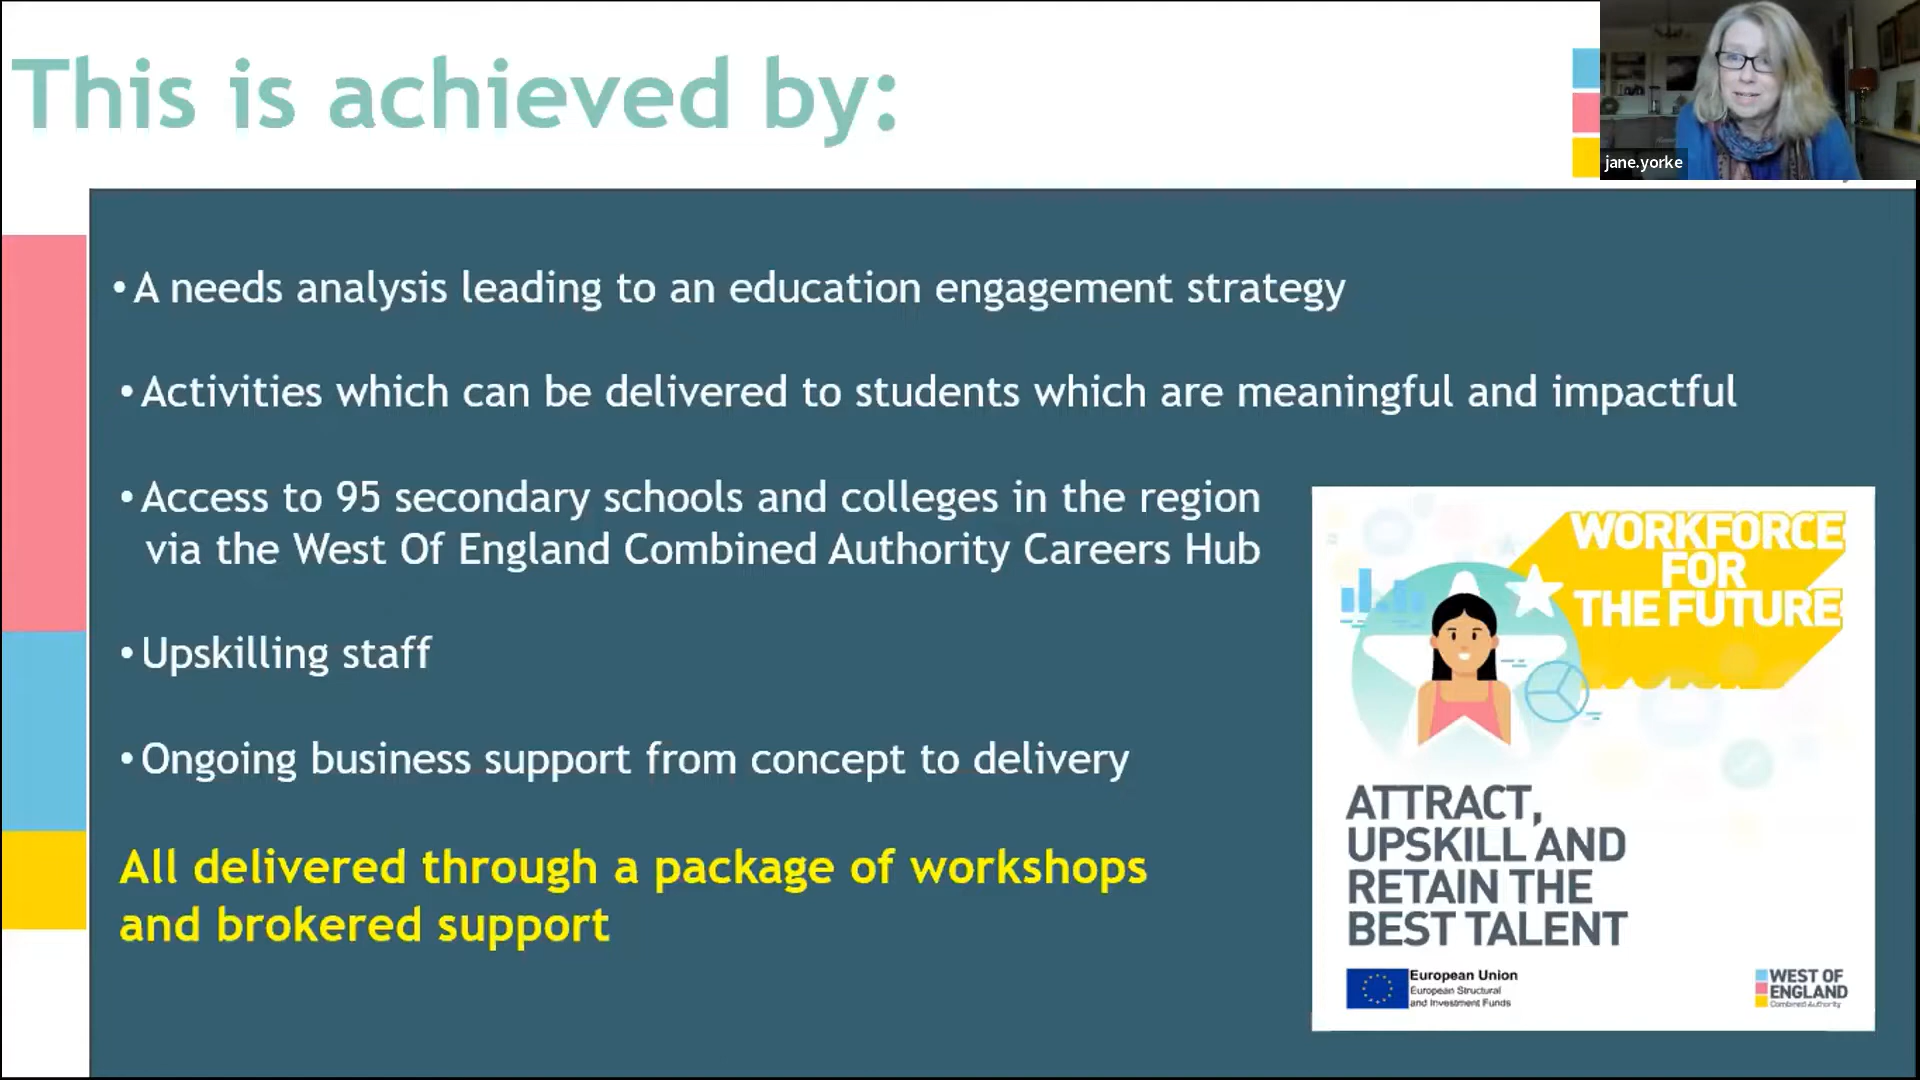 This is achieved by:
jane.yorke
• A needs analysis leading to an education engagement strategy
• Activities which can be delivered to students which are meaningful and impactful
• Access to 95 secondary schools and colleges in the region
via the West Of England Combined Authority Careers Hub
• Upskilling staff
• Ongoing business support from concept to delivery
All delivered through a package of workshops
and brokered support
WORKFORCE
FOR
THE FUTURE
ATTRACT,
UPSKILL AND
RETAIN THE
BEST TALENT
European Union
European Structural
and Investment Funds
WEST OF
ENGLAND
Combined Authority